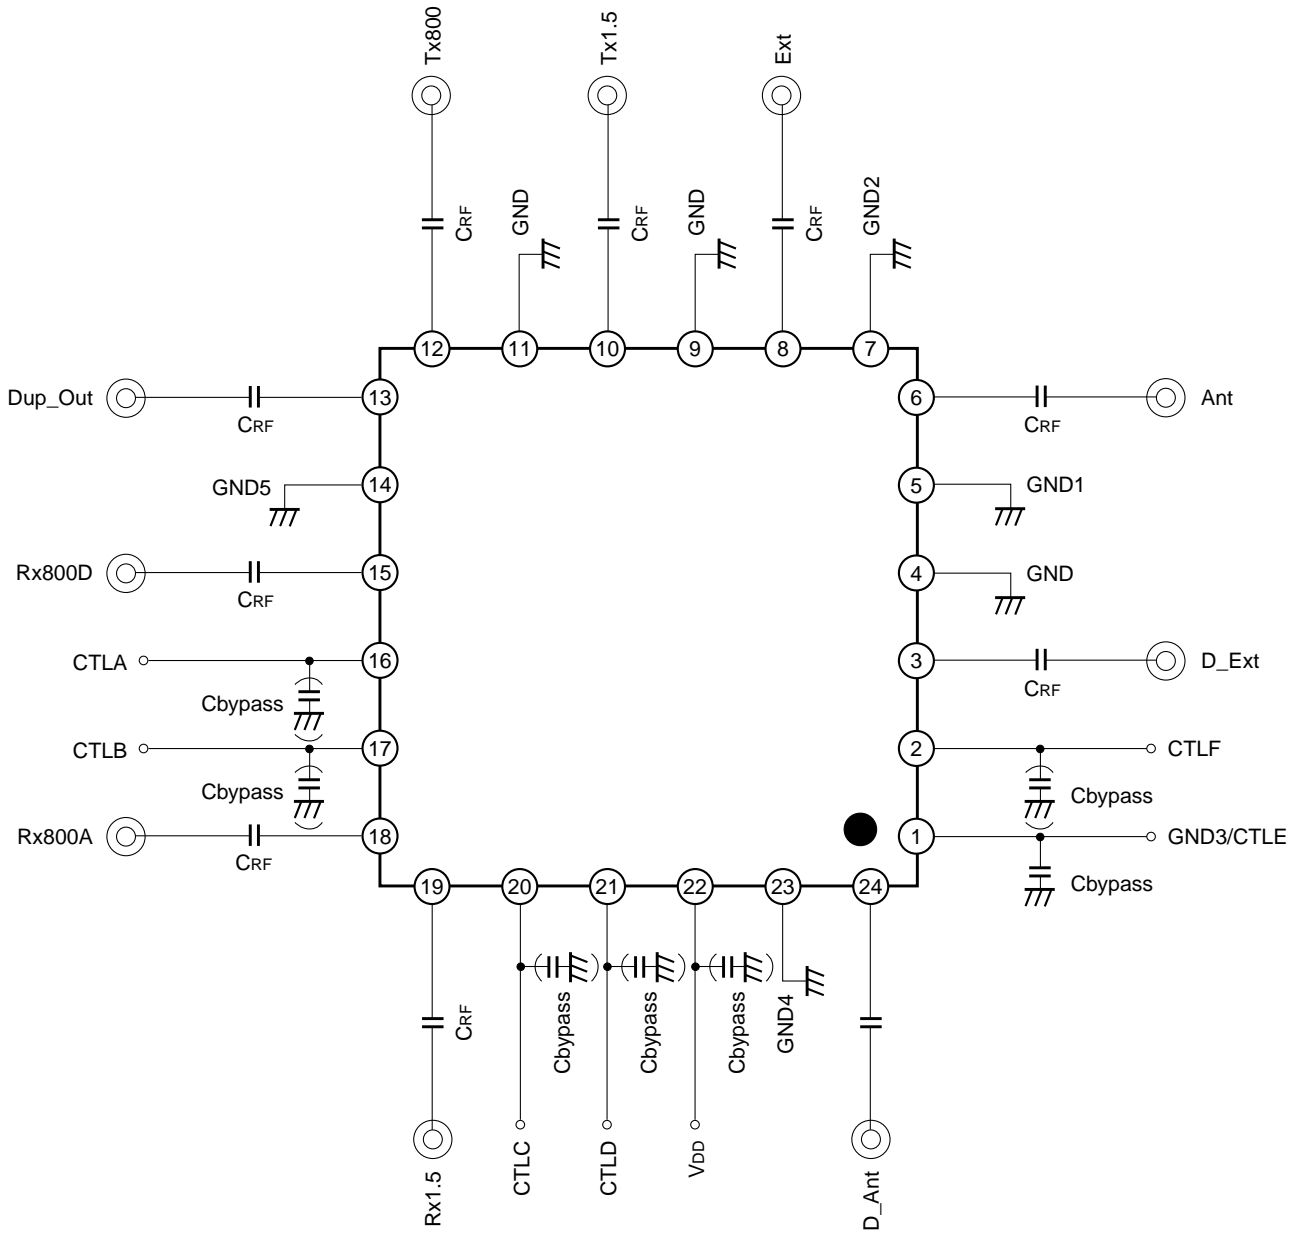 Tx800
Tx1.5
Ext
CRF
GND
CRF
GND
CRF
GND2
12
11
10
9
8
7
Dup_Out
CRF
13
6
CRF
Ant
GND5
14
5
GND1
Rx800D
CRF
15
4
GND
CTLA
16
3
CRF
D_Ext
Cbypass
CTLB
17
2
CTLF
Cbypass
Cbypass
Rx800A
CRF
18
1
GND3/CTLE
Cbypass
19
20
21
22
23
24
CRF
Cbypass
Cbypass
Cbypass
GND4
Rx1.5
CTLC
CTLD
VDD
D_Ant